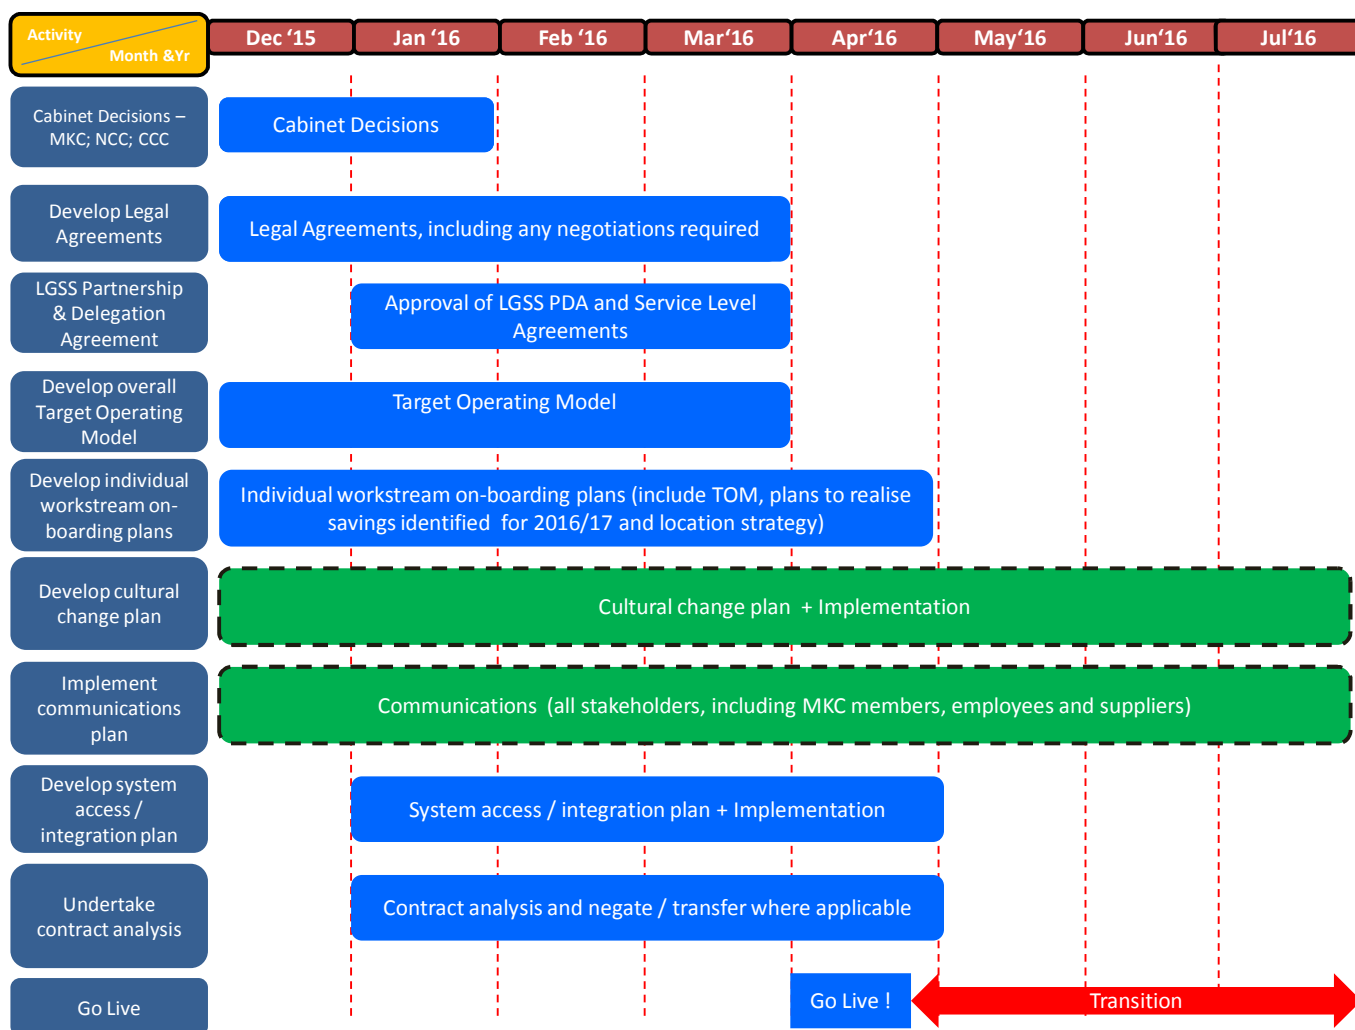 Activity
Month &Yr
Dec ‘15
Jan ‘16
Feb ‘16
Mar‘16
Apr‘16
May‘16
Jun‘16
Jul‘16
Cabinet Decisions –
MKC; NCC; CCC
Cabinet Decisions
Develop Legal
Agreements
Legal Agreements, including any negotiations required
LGSS Partnership
& Delegation
Agreement
Approval of LGSS PDA and Service Level
Agreements
Develop overall
Target Operating
Model
Target Operating Model
Develop individual
workstream on-
boarding plans
Individual workstream on-boarding plans (include TOM, plans to realise
savings identified for 2016/17 and location strategy)
Develop cultural
change plan
Cultural change plan + Implementation
Implement
communications
plan
Communications (all stakeholders, including MKC members, employees and suppliers)
Develop system
access /
integration plan
System access / integration plan + Implementation
Undertake
contract analysis
Contract analysis and negate / transfer where applicable
Go Live
Go Live !
Transition